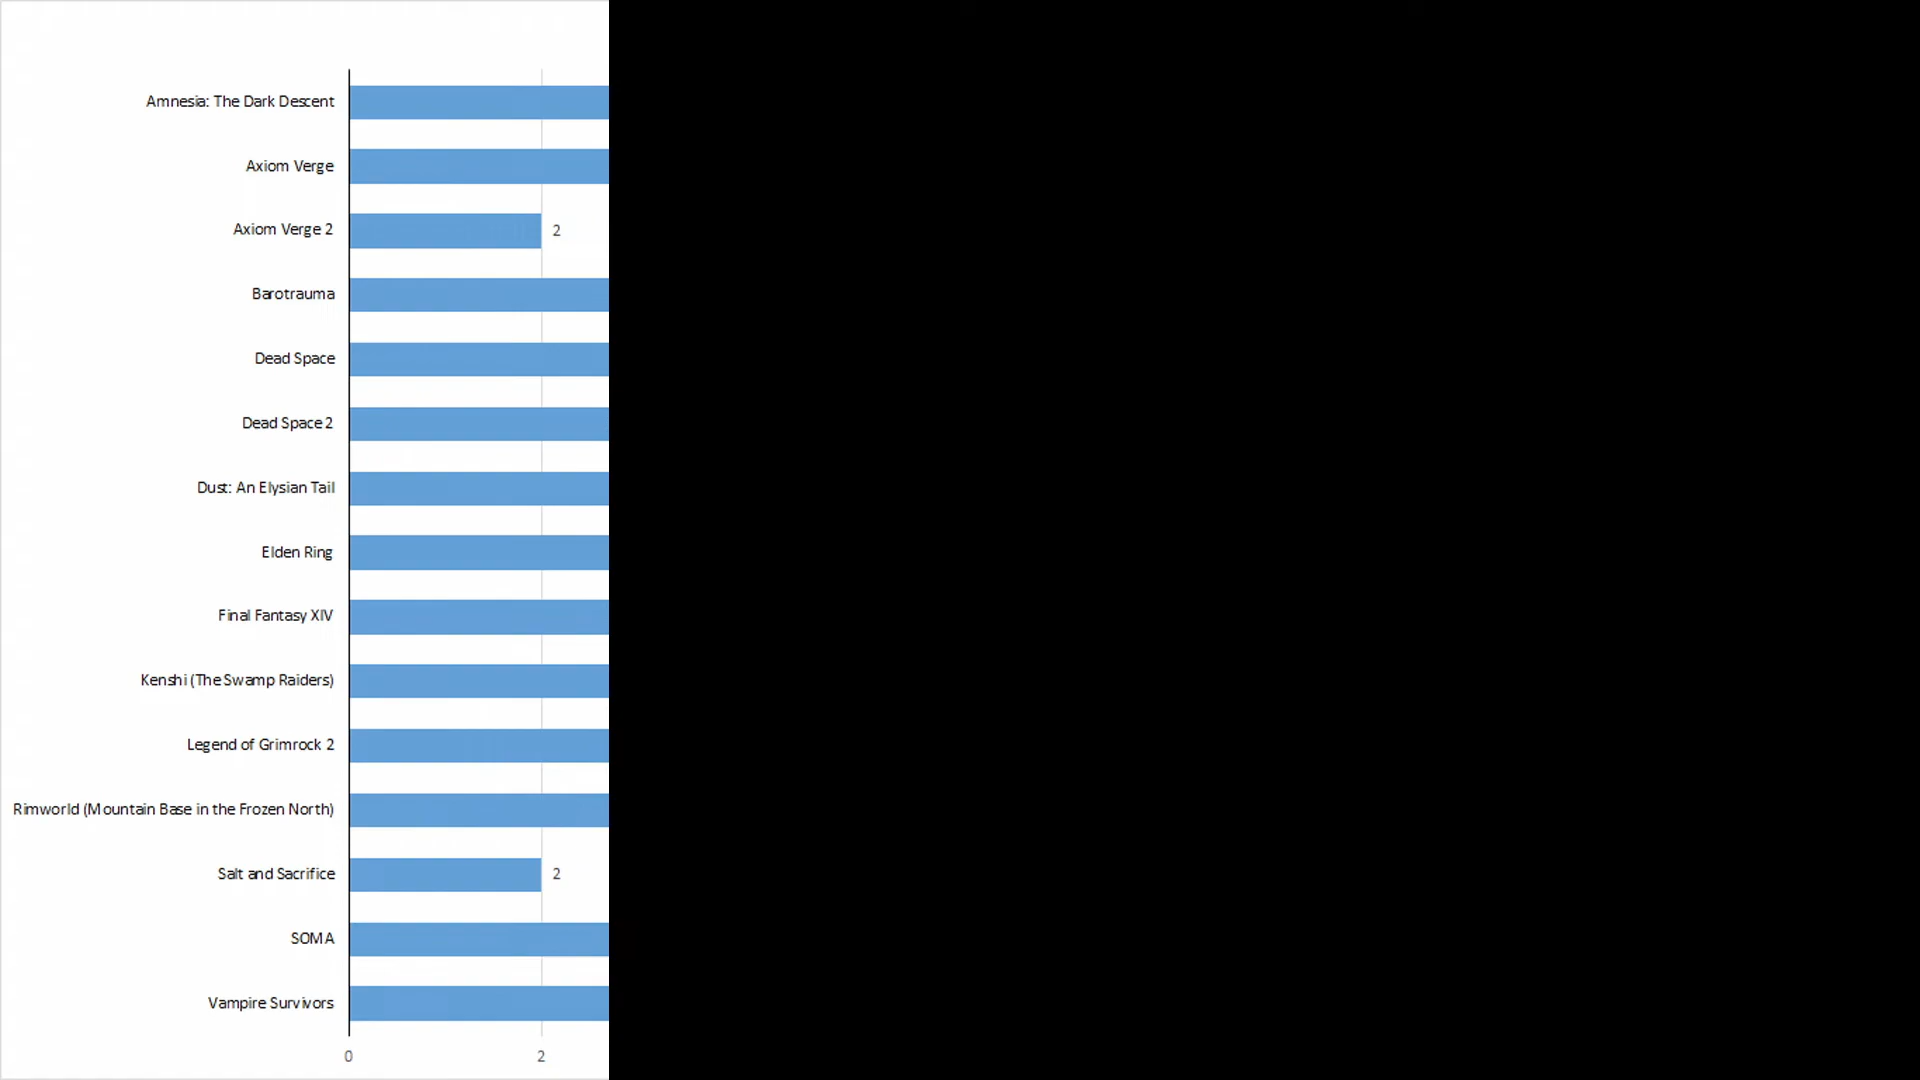 Amnesia: The Dark Descent
Axiom Verge
Axiom Verge 2
2
Barotrauma
Dead Space
Dead Space 2
Dust: An Elysian Tail
Elden Ring
Final Fantasy XIV
Kenshi (The Swamp Raiders)
Legend of Grimrock 2
Rimworld (Mountain Base in the Frozen North)
Salt and Sacrifice
2
SOMA
Vampire Survivors
0 2